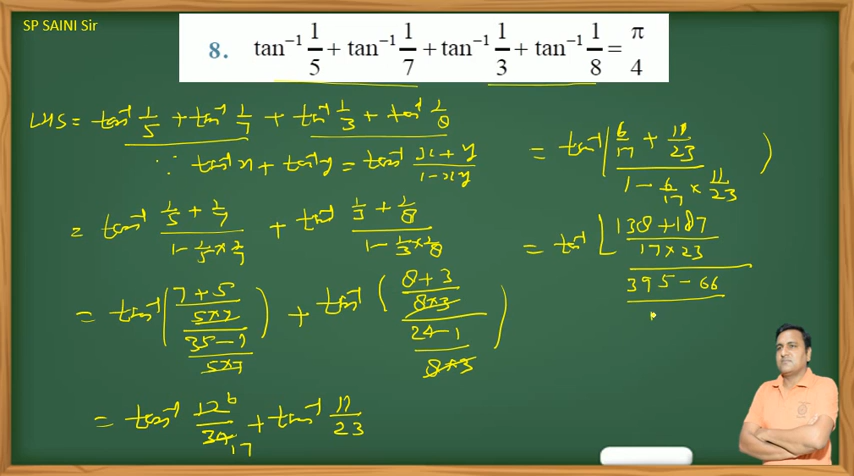 SP SAINI Sir
8. tan⁻¹ 1/5 + tan⁻¹ 1/7 + tan⁻¹ 1/3 + tan⁻¹ 1/8 = π/4
LHS = tan⁻¹ 1/5 + tan⁻¹ 1/7 + tan⁻¹ 1/3 + tan⁻¹ 1/8
∵ tan⁻¹x + tan⁻¹y = tan⁻¹ (x + y)/(1 - xy)
= tan⁻¹ (1/5 + 1/7)/(1 - 1/5 × 1/7) + tan⁻¹ (1/3 + 1/8)/(1 - 1/3 × 1/8)
= tan⁻¹ (((7 + 5)/(5×7))/((35 - 1)/(5×7))) + tan⁻¹ (((8 + 3)/(8×3))/((24 - 1)/(8×3)))
= tan⁻¹ 12 6/34 17 + tan⁻¹ 11/23
= tan⁻¹ ((6/17 + 11/23)/(1 - 6/17 × 11/23))
= tan⁻¹ [((138 + 187)/(17 × 23))/(395 - 66)